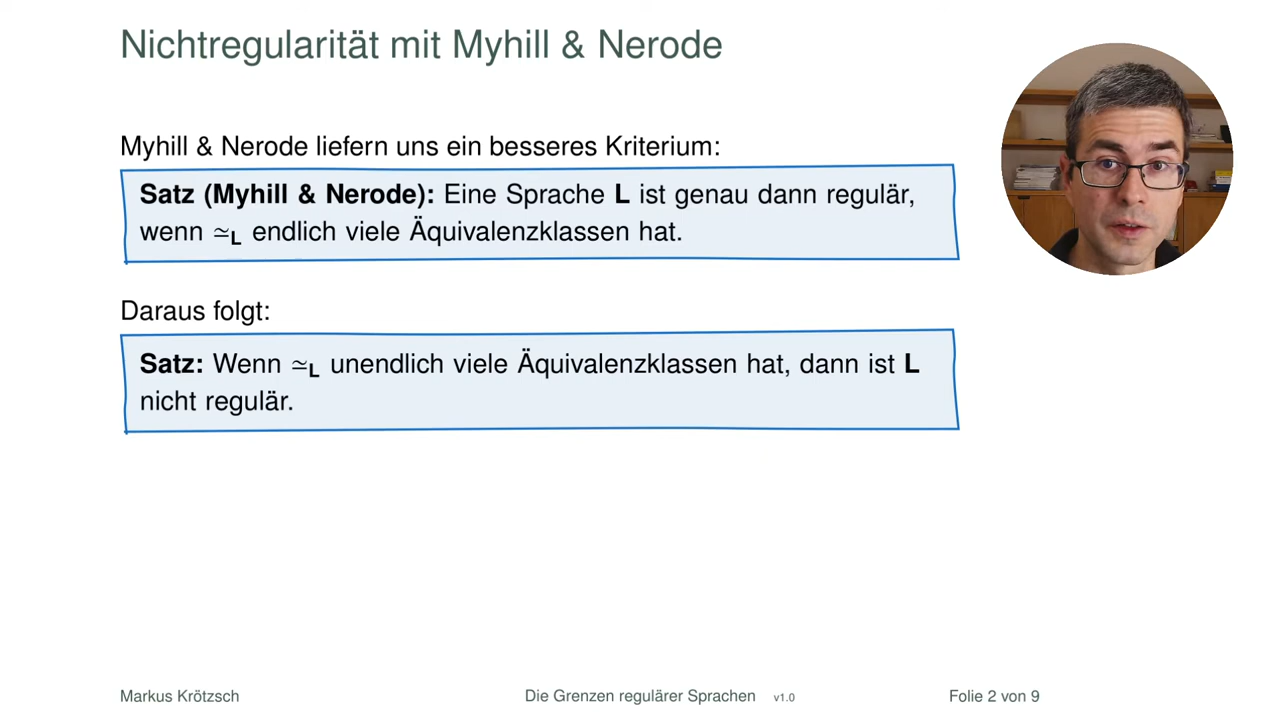 Nichtregularität mit Myhill & Nerode
Myhill & Nerode liefern uns ein besseres Kriterium:
Satz (Myhill & Nerode): Eine Sprache L ist genau dann regulär,
wenn ≃L endlich viele Äquivalenzklassen hat.
Daraus folgt:
Satz: Wenn ≃L unendlich viele Äquivalenzklassen hat, dann ist L
nicht regulär.
Markus Krötzsch Die Grenzen regulärer Sprachen v1.0 Folie 2 von 9